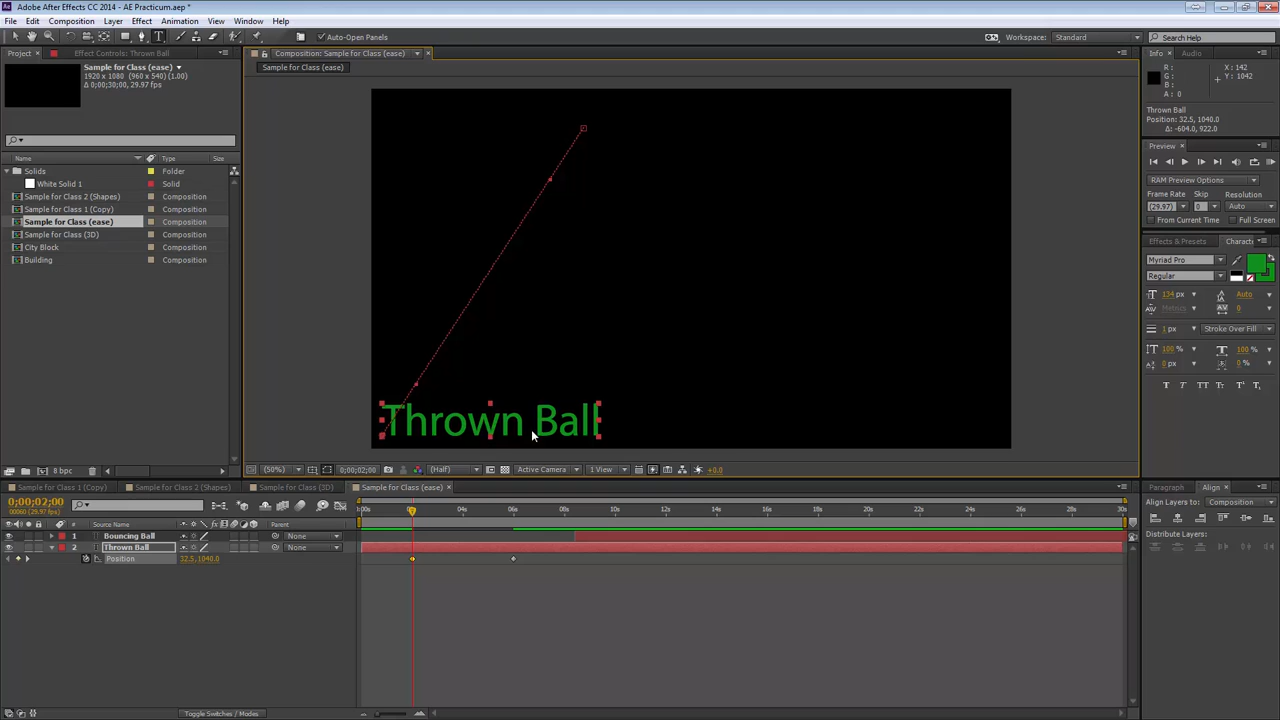 Adobe After Effects CC 2014 - AE Practicum.aep *
File Edit Composition Layer Effect Animation View Window Help
Auto-Open Panels
Workspace: Standard
Search Help
Project
Effect Controls: Thrown Ball
Composition: Sample for Class (ease)
Info
Audio
Sample for Class (ease)
1920 x 1080 (960 x 540) (1.00)
Δ 0;00;30;00, 29.97 fps
Sample for Class (ease)
R :
G :
B :
A : 0
X : 142
Y : 1042
Thrown Ball
Position: 32.5, 1040.0
Δ: -604.0, 922.0
Name
Type
Size
Solids
Folder
White Solid 1
Solid
Sample for Class 2 (Shapes)
Composition
Sample for Class 1 (Copy)
Composition
Sample for Class (ease)
Composition
Sample for Class (3D)
Composition
City Block
Composition
Building
Composition
Preview
RAM Preview Options
Frame Rate Skip Resolution
(29.97) 0 Auto
From Current Time Full Screen
Effects & Presets
Myriad Pro
Regular
134 px
Auto
Metrics
0
1 px
Stroke Over Fill
100 %
100 %
0 px
0 %
Thrown Ball
8 bpc
(50%)
0;00;02;00
(Half)
Active Camera
1 View
+0.0
Sample for Class 1 (Copy)
Sample for Class 2 (Shapes)
Sample for Class (3D)
Sample for Class (ease)
Paragraph
Align
0;00;02;00
00060 (29.97 fps)
04s 06s 08s 10s 12s 14s 16s 18s 20s 22s 24s 26s 28s 30s
Align Layers to: Composition
# Source Name
Parent
1 Bouncing Ball
None
2 Thrown Ball
None
Position
32.5,1040.0
Distribute Layers:
Toggle Switches / Modes